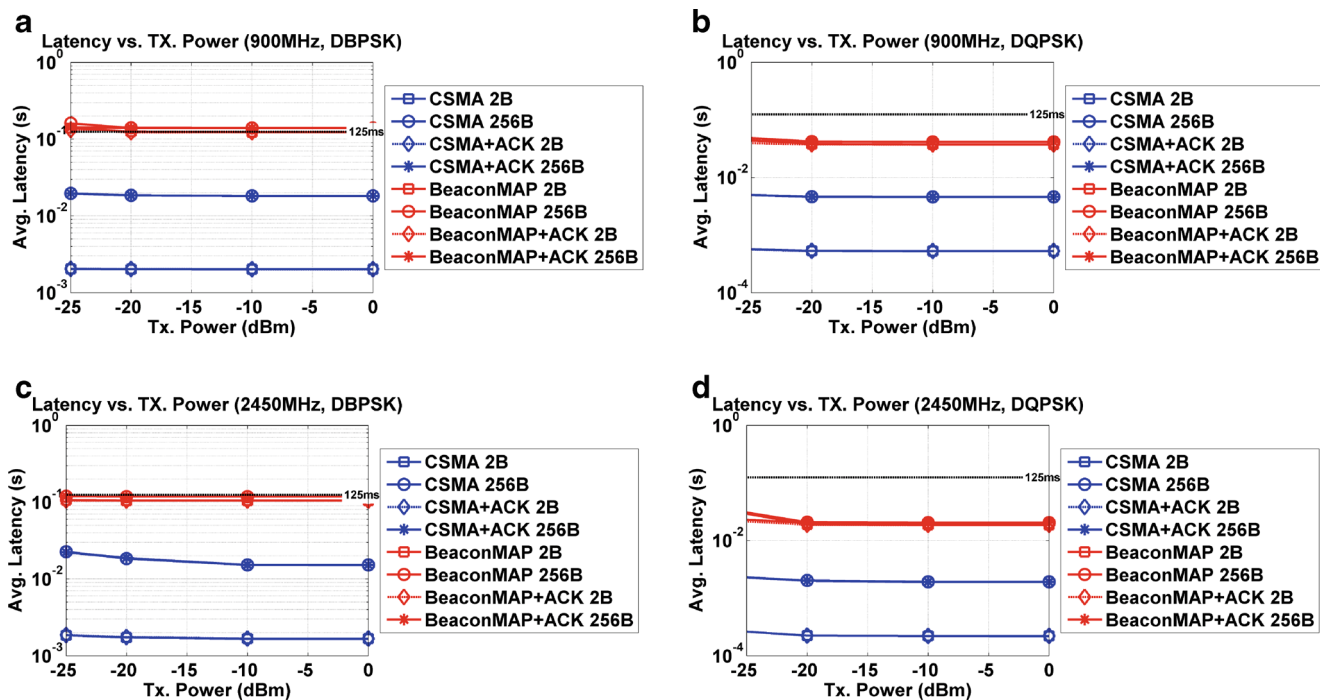 a
Latency vs. TX. Power (900MHz, DBPSK)
10^0
10^-1
10^-2
10^-3
Avg. Latency (s)
125ms
-25 -20 -15 -10 -5 0
Tx. Power (dBm)
CSMA 2B
CSMA 256B
CSMA+ACK 2B
CSMA+ACK 256B
BeaconMAP 2B
BeaconMAP 256B
BeaconMAP+ACK 2B
BeaconMAP+ACK 256B
b
Latency vs. TX. Power (900MHz, DQPSK)
10^0
10^-2
10^-4
Avg. Latency (s)
125ms
-25 -20 -15 -10 -5 0
Tx. Power (dBm)
CSMA 2B
CSMA 256B
CSMA+ACK 2B
CSMA+ACK 256B
BeaconMAP 2B
BeaconMAP 256B
BeaconMAP+ACK 2B
BeaconMAP+ACK 256B
c
Latency vs. TX. Power (2450MHz, DBPSK)
10^0
10^-1
10^-2
10^-3
Avg. Latency (s)
125ms
-25 -20 -15 -10 -5 0
Tx. Power (dBm)
CSMA 2B
CSMA 256B
CSMA+ACK 2B
CSMA+ACK 256B
BeaconMAP 2B
BeaconMAP 256B
BeaconMAP+ACK 2B
BeaconMAP+ACK 256B
d
Latency vs. TX. Power (2450MHz, DQPSK)
10^0
10^-2
10^-4
Avg. Latency (s)
125ms
-25 -20 -15 -10 -5 0
Tx. Power (dBm)
CSMA 2B
CSMA 256B
CSMA+ACK 2B
CSMA+ACK 256B
BeaconMAP 2B
BeaconMAP 256B
BeaconMAP+ACK 2B
BeaconMAP+ACK 256B